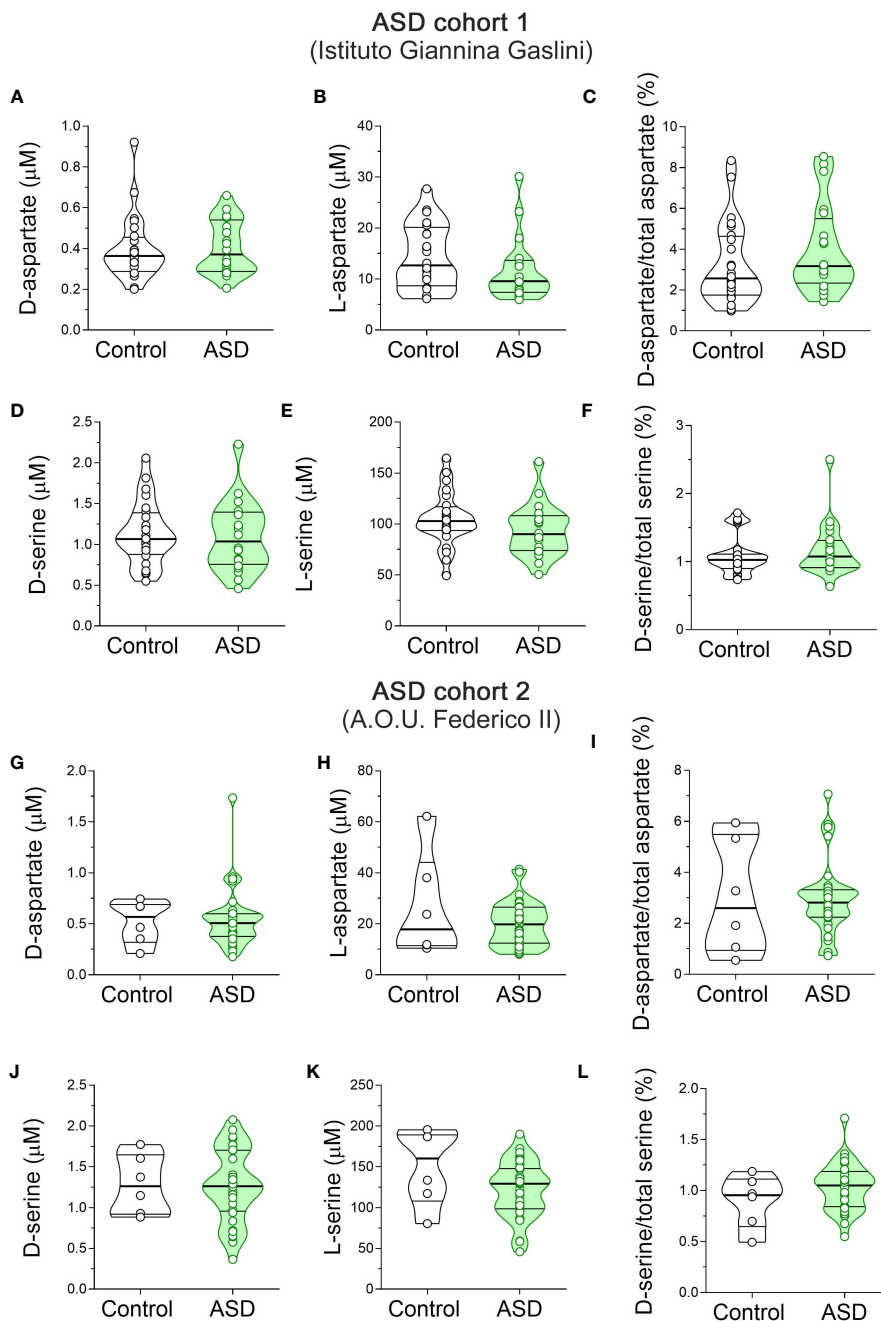 ASD cohort 1
(Istituto Giannina Gaslini)
A
D-aspartate (μM)
1.0
0.8
0.6
0.4
0.2
0.0
Control
ASD
B
L-aspartate (μM)
40
30
20
10
0
Control
ASD
C
D-aspartate/total aspartate (%)
10
8
6
4
2
0
Control
ASD
D
D-serine (μM)
2.5
2.0
1.5
1.0
0.5
0.0
Control
ASD
E
L-serine (μM)
200
150
100
50
0
Control
ASD
F
D-serine/total serine (%)
3
2
1
0
Control
ASD
ASD cohort 2
(A.O.U. Federico II)
G
D-aspartate (μM)
2.0
1.5
1.0
0.5
0.0
Control
ASD
H
L-aspartate (μM)
80
60
40
20
0
Control
ASD
I
D-aspartate/total aspartate (%)
8
6
4
2
0
Control
ASD
J
D-serine (μM)
2.5
2.0
1.5
1.0
0.5
0.0
Control
ASD
K
L-serine (μM)
250
200
150
100
50
0
Control
ASD
L
D-serine/total serine (%)
2.0
1.5
1.0
0.5
0.0
Control
ASD